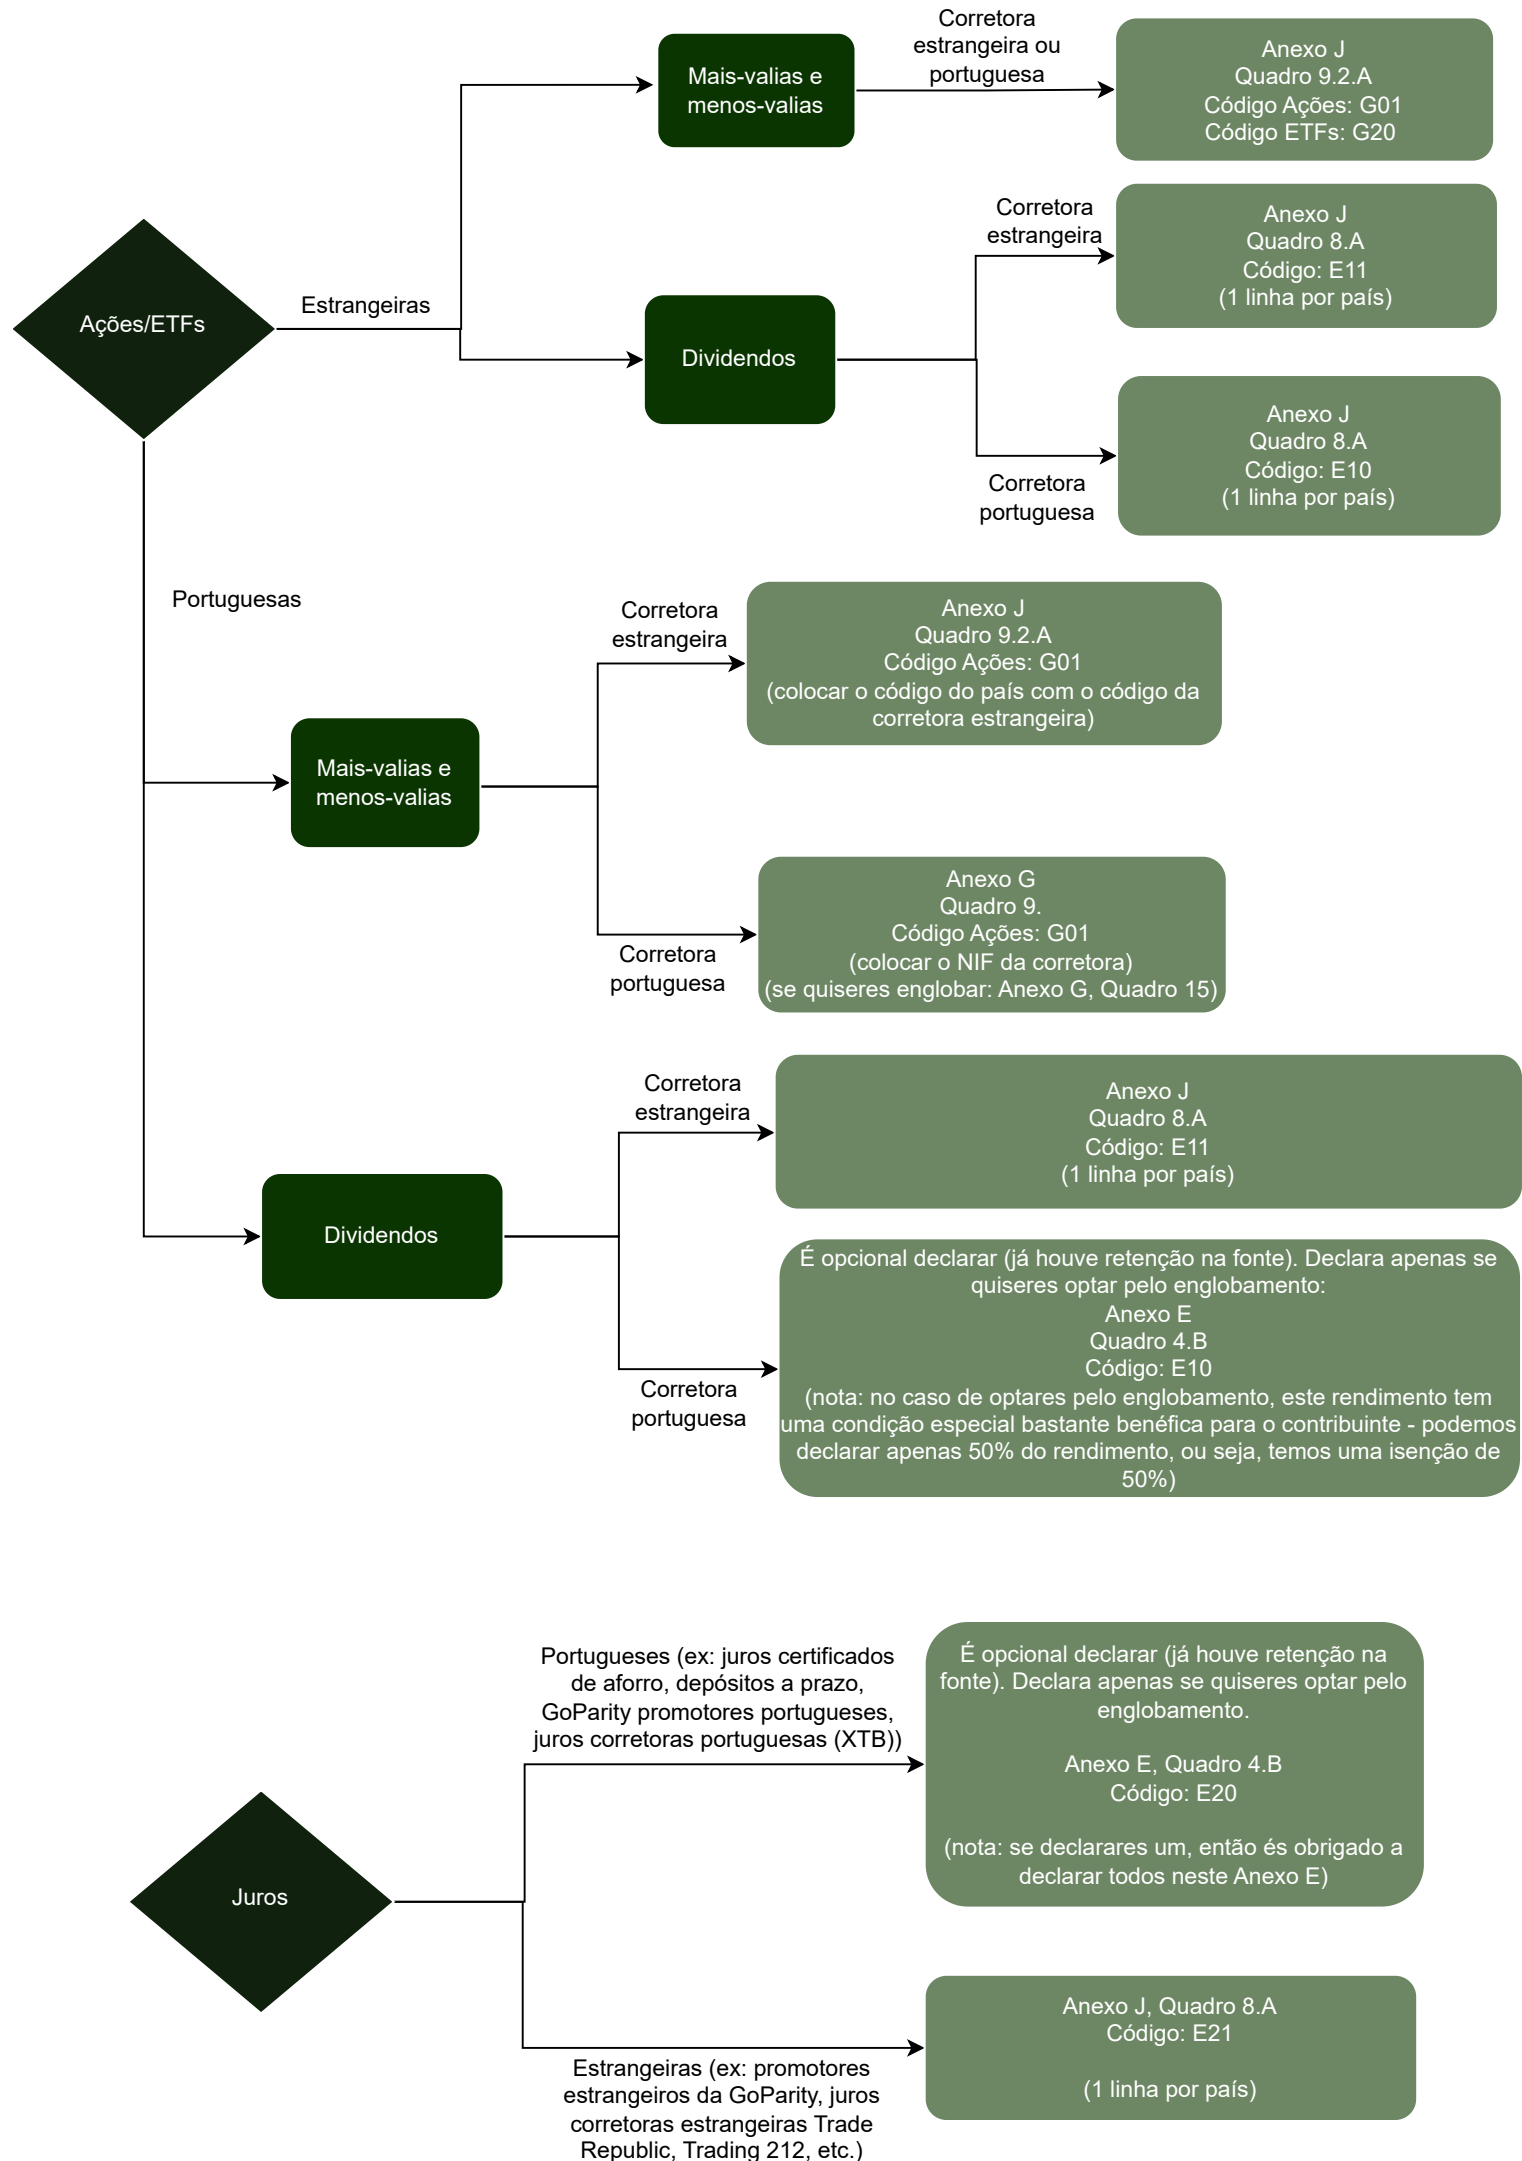 Corretora
estrangeira ou
portuguesa
Mais-valias e
menos-valias
Anexo J
Quadro 9.2.A
Código Ações: G01
Código ETFs: G20
Corretora
estrangeira
Anexo J
Quadro 8.A
Código: E11
(1 linha por país)
Ações/ETFs
Estrangeiras
Dividendos
Anexo J
Quadro 8.A
Código: E10
(1 linha por país)
Corretora
portuguesa
Portuguesas
Corretora
estrangeira
Anexo J
Quadro 9.2.A
Código Ações: G01
(colocar o código do país com o código da
corretora estrangeira)
Mais-valias e
menos-valias
Anexo G
Quadro 9.
Código Ações: G01
(colocar o NIF da corretora)
(se quiseres englobar: Anexo G, Quadro 15)
Corretora
portuguesa
Corretora
estrangeira
Anexo J
Quadro 8.A
Código: E11
(1 linha por país)
Dividendos
É opcional declarar (já houve retenção na fonte). Declara apenas se
quiseres optar pelo englobamento:
Anexo E
Quadro 4.B
Código: E10
(nota: no caso de optares pelo englobamento, este rendimento tem
uma condição especial bastante benéfica para o contribuinte - podemos
declarar apenas 50% do rendimento, ou seja, temos uma isenção de
50%)
Corretora
portuguesa
Portugueses (ex: juros certificados
de aforro, depósitos a prazo,
GoParity promotores portugueses,
juros corretoras portuguesas (XTB))
É opcional declarar (já houve retenção na
fonte). Declara apenas se quiseres optar pelo
englobamento.
Anexo E, Quadro 4.B
Código: E20
(nota: se declarares um, então és obrigado a
declarar todos neste Anexo E)
Juros
Anexo J, Quadro 8.A
Código: E21
(1 linha por país)
Estrangeiras (ex: promotores
estrangeiros da GoParity, juros
corretoras estrangeiras Trade
Republic, Trading 212, etc.)